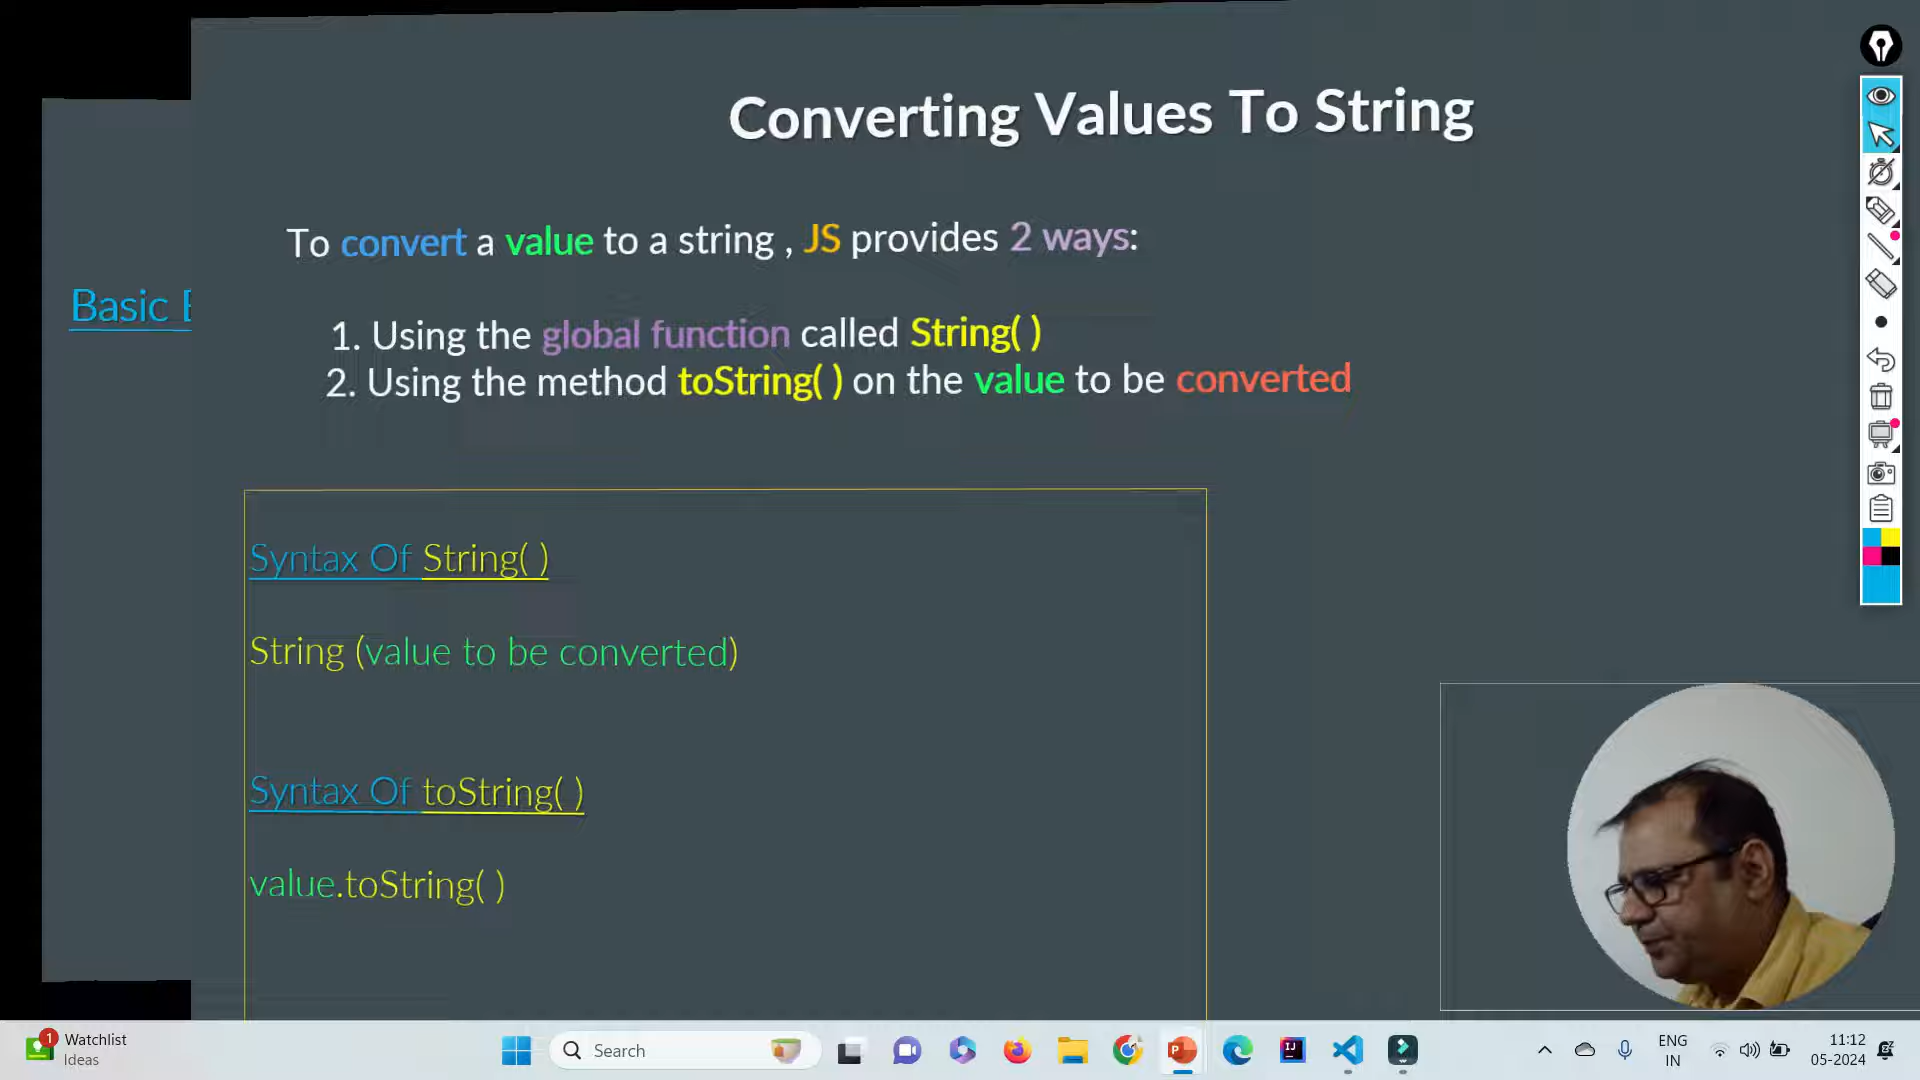 Converting Values To String
To convert a value to a string , JS provides 2 ways:
Basic
1. Using the global function called String( )
2. Using the method toString( ) on the value to be converted
Syntax Of String( )
String (value to be converted)
Syntax Of toString( )
value.toString( )
1
Watchlist
Ideas
Search
ENG
IN
11:12
05-2024